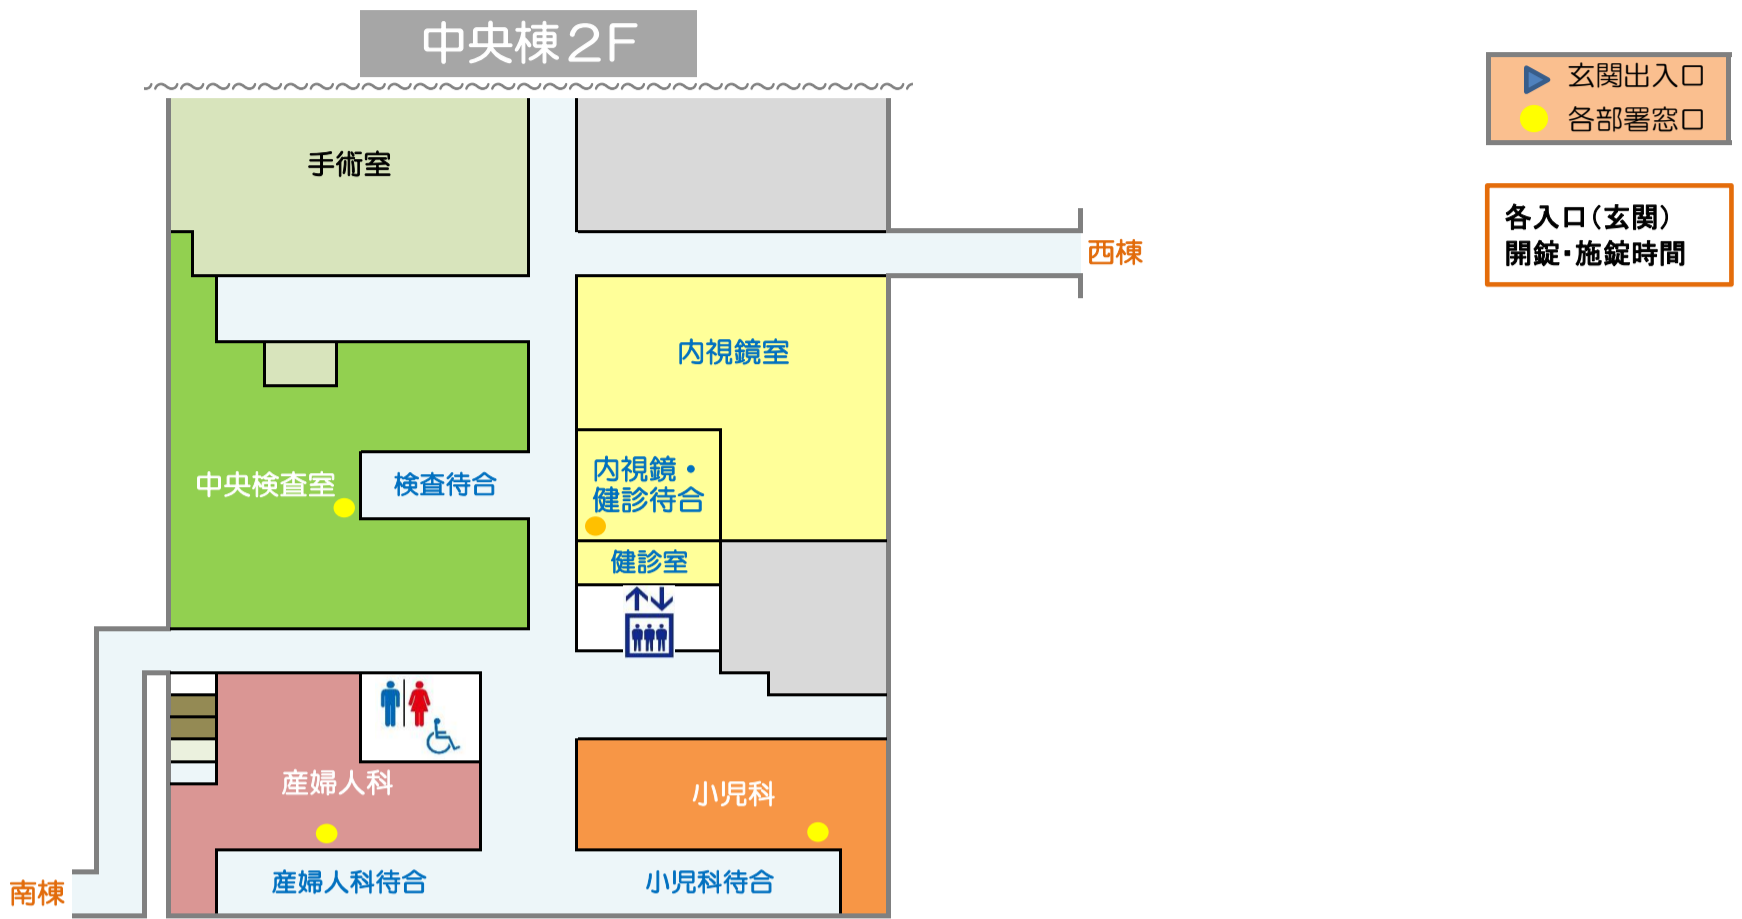 中央棟2F
玄関出入口
各部署窓口
手術室
各入口(玄関)
開錠・施錠時間
西棟
内視鏡室
中央検査室
検査待合
内視鏡・
健診待合
健診室
産婦人科
小児科
産婦人科待合
小児科待合
南棟